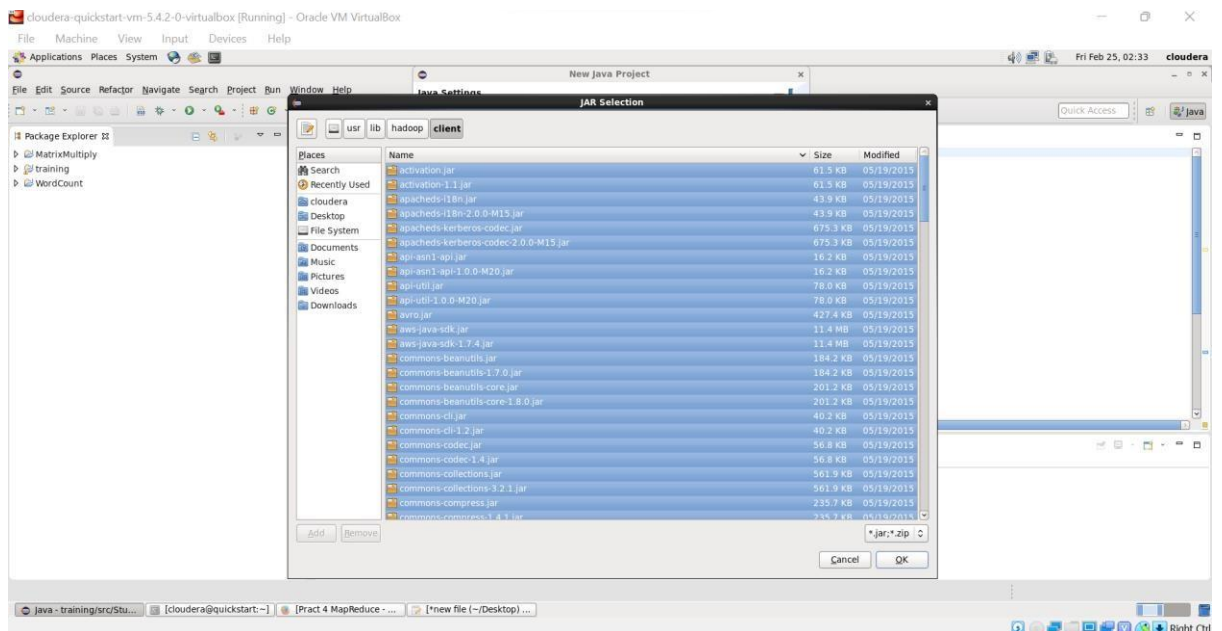 cloudera-quickstart-vm-5.4.2-0-virtualbox [Running] - Oracle VM VirtualBox
File Machine View Input Devices Help
Applications Places System Fri Feb 25, 02:33 cloudera
New Java Project
File Edit Source Refactor Navigate Search Project Run Window Help
Java Settings
JAR Selection
Quick Access Java
usr lib hadoop client
Package Explorer
MatrixMultiply
training
WordCount
Places
Search
Recently Used
cloudera
Desktop
File System
Documents
Music
Pictures
Videos
Downloads
Name Size Modified
activation.jar 61.5 KB 05/19/2015
activation-1.1.jar 61.5 KB 05/19/2015
apacheds-i18n.jar 43.9 KB 05/19/2015
apacheds-i18n-2.0.0-M15.jar 43.9 KB 05/19/2015
apacheds-kerberos-codec.jar 675.3 KB 05/19/2015
apacheds-kerberos-codec-2.0.0-M15.jar 675.3 KB 05/19/2015
api-asn1-api.jar 16.2 KB 05/19/2015
api-asn1-api-1.0.0-M20.jar 16.2 KB 05/19/2015
api-util.jar 78.0 KB 05/19/2015
api-util-1.0.0-M20.jar 78.0 KB 05/19/2015
avro.jar 427.4 KB 05/19/2015
aws-java-sdk.jar 11.4 MB 05/19/2015
aws-java-sdk-1.7.4.jar 11.4 MB 05/19/2015
commons-beanutils.jar 184.2 KB 05/19/2015
commons-beanutils-1.7.0.jar 184.2 KB 05/19/2015
commons-beanutils-core.jar 201.2 KB 05/19/2015
commons-beanutils-core-1.8.0.jar 201.2 KB 05/19/2015
commons-cli.jar 40.2 KB 05/19/2015
commons-cli-1.2.jar 40.2 KB 05/19/2015
commons-codec.jar 56.8 KB 05/19/2015
commons-codec-1.4.jar 56.8 KB 05/19/2015
commons-collections.jar 561.9 KB 05/19/2015
commons-collections-3.2.1.jar 561.9 KB 05/19/2015
commons-compress.jar 235.7 KB 05/19/2015
commons-compress-1.4.1.jar 235.7 KB 05/19/2015
Add Remove *.jar;*.zip
Cancel OK
Java - training/src/Stu... [cloudera@quickstart:~] [Pract 4 MapReduce - ... [*new file (~/Desktop) ...
Right Ctrl